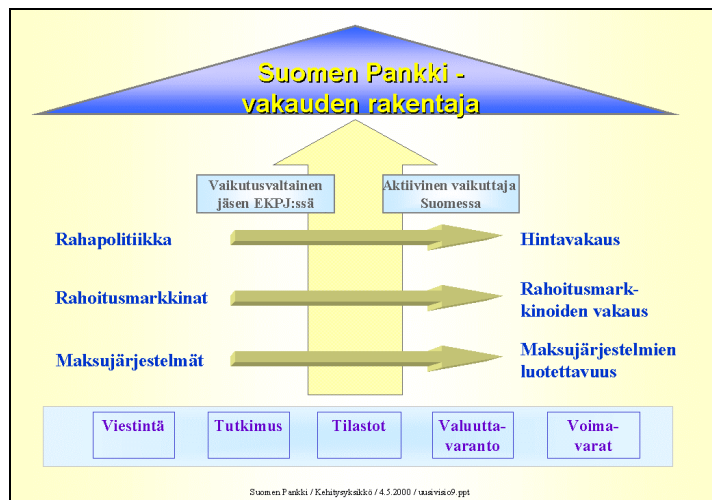 Suomen Pankki -
vakauden rakentaja
Vaikutusvaltainen
jäsen EKPJ:ssä
Aktiivinen vaikuttaja
Suomessa
Rahapolitiikka
Hintavakaus
Rahoitusmarkkinat
Rahoitusmark-
kinoiden vakaus
Maksujärjestelmät
Maksujärjestelmien
luotettavuus
Viestintä
Tutkimus
Tilastot
Valuutta-
varanto
Voima-
varat
Suomen Pankki / Kehitysyksikkö / 4.5.2000 / uusivisio9.ppt